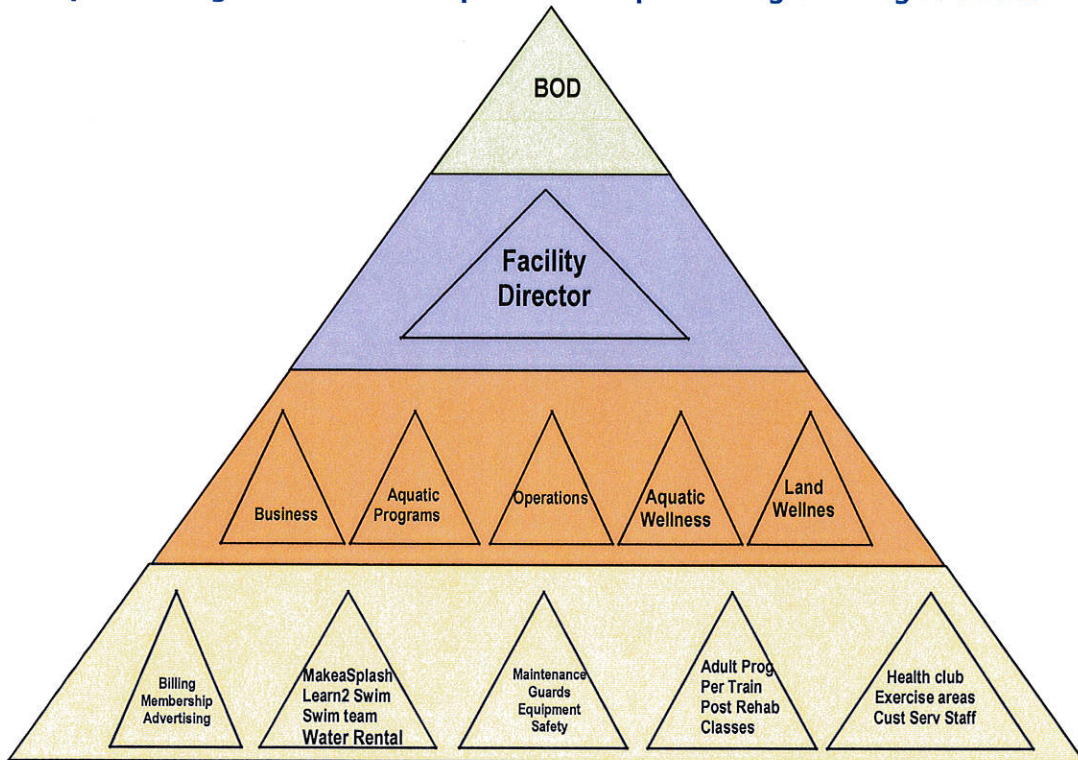 BOD
Facility
Director
Business
Aquatic
Programs
Operations
Aquatic
Wellness
Land
Wellnes
Billing
Membership
Advertising
MakeaSplash
Learn2 Swim
Swim team
Water Rental
Maintenance
Guards
Equipment
Safety
Adult Prog
Per Train
Post Rehab
Classes
Health club
Exercise areas
Cust Serv Staff